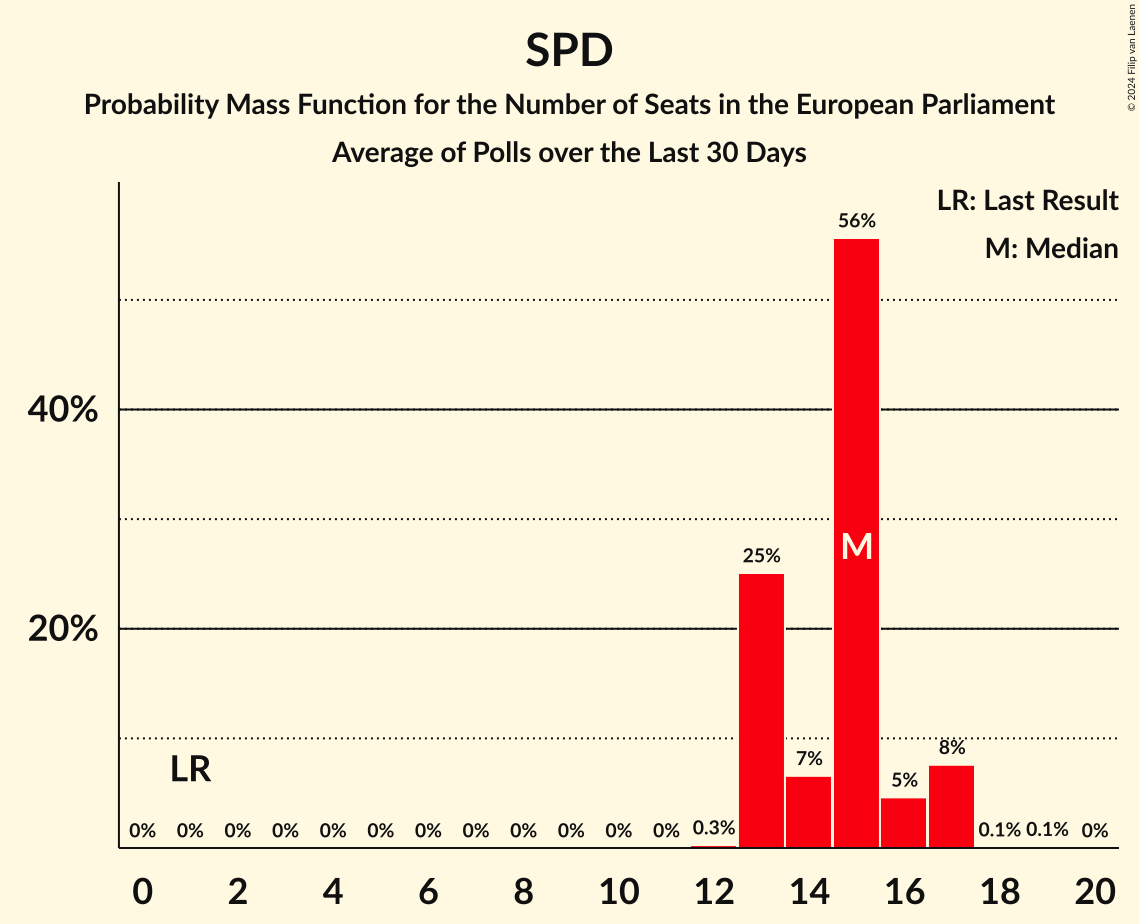 SPD
Probability Mass Function for the Number of Seats in the European Parliament
Average of Polls over the Last 30 Days
© 2024 Filip van Laenen
LR: Last Result
M: Median
56%
40%
M
25%
20%
LR
7%
5%
8%
0% 0% 0% 0% 0% 0% 0% 0% 0% 0% 0% 0% 0.3% 0.1% 0.1% 0%
0 2 4 6 8 10 12 14 16 18 20